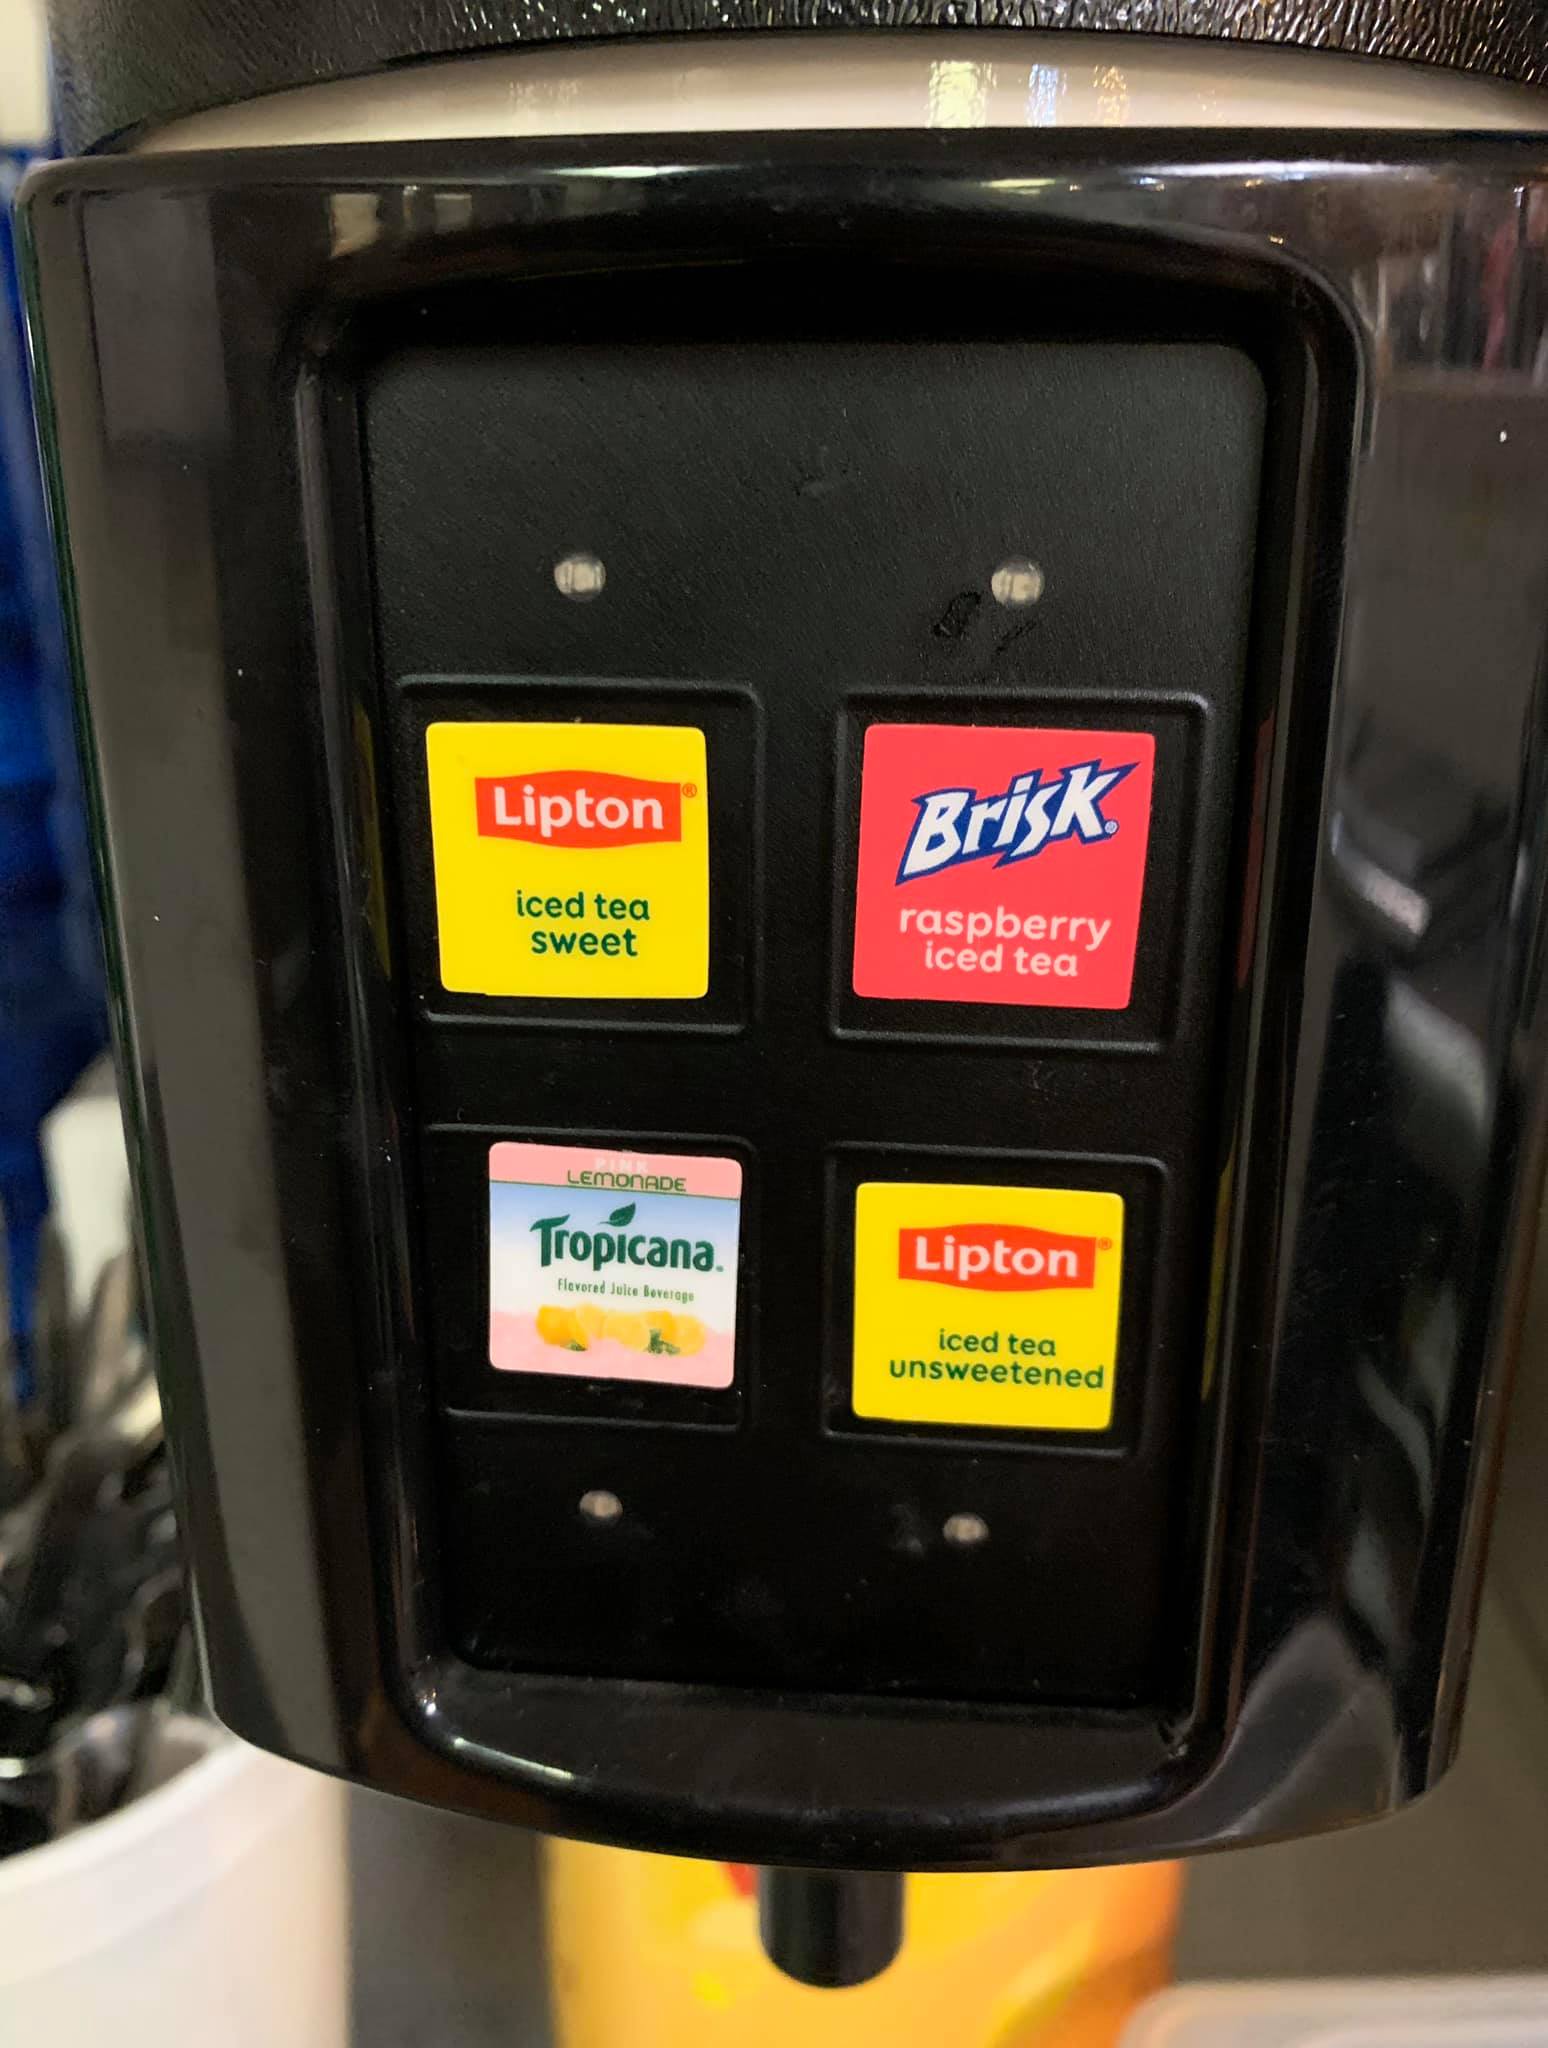 Lipton®
iced tea
sweet
Brisk®
raspberry
iced tea
PINK
LEMONADE
Tropicana
Flavored Juice Beverage
Lipton®
iced tea
unsweetened